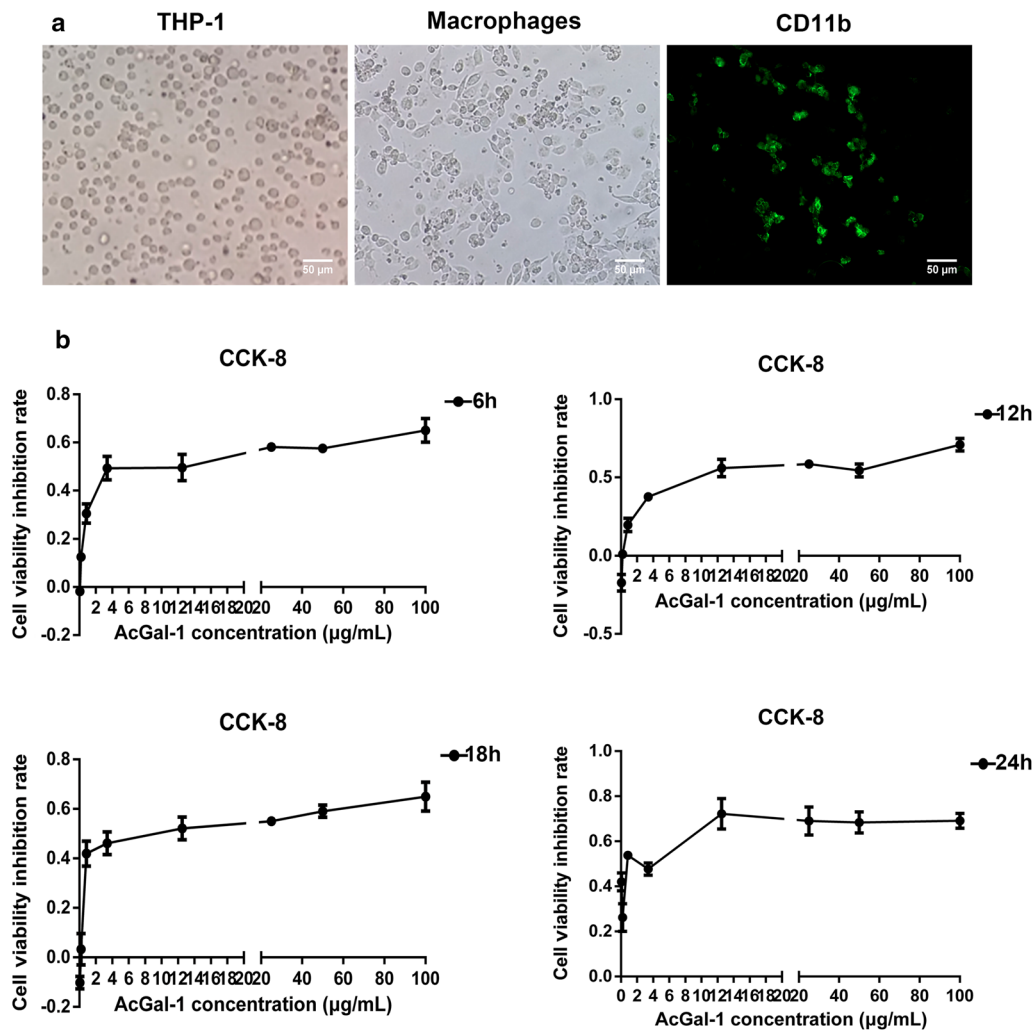 a
THP-1
Macrophages
CD11b
50 µm
50 µm
50 µm
b
CCK-8
6h
Cell viability inhibition rate
0.8
0.6
0.4
0.2
0.0
-0.2
2 4 6 8 10 12 14 16 18 20 20 40 60 80 100
AcGal-1 concentration (µg/mL)
CCK-8
12h
Cell viability inhibition rate
1.0
0.5
0.0
-0.5
2 4 6 8 10 12 14 16 18 20 20 40 60 80 100
AcGal-1 concentration (µg/mL)
CCK-8
18h
Cell viability inhibition rate
0.8
0.6
0.4
0.2
0.0
-0.2
2 4 6 8 10 12 14 16 18 20 20 40 60 80 100
AcGal-1 concentration (µg/mL)
CCK-8
24h
Cell viability inhibition rate
1.0
0.8
0.6
0.4
0.2
0.0
0 2 4 6 8 10 12 14 16 18 20 20 40 60 80 100
AcGal-1 concentration (µg/mL)